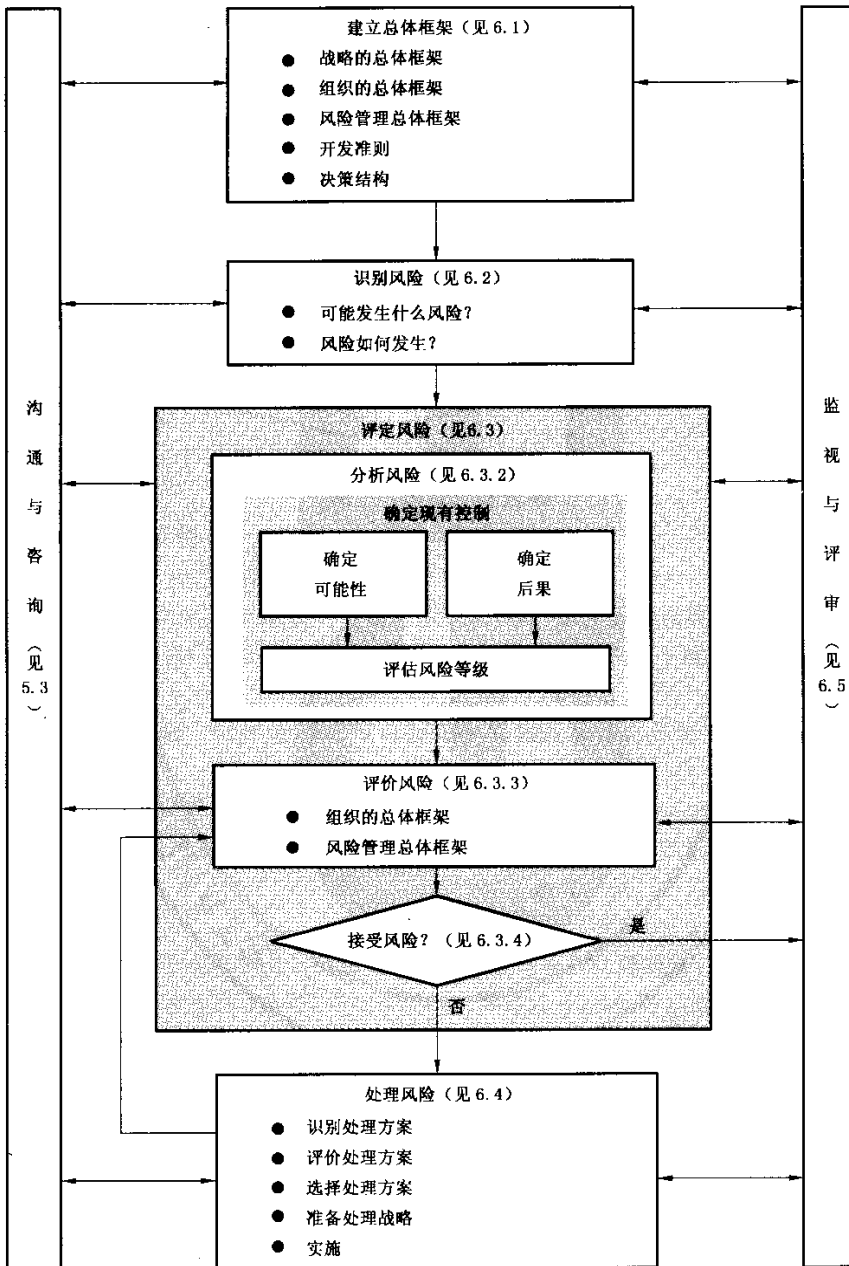 建立总体框架（见 6.1）
● 战略的总体框架
● 组织的总体框架
● 风险管理总体框架
● 开发准则
● 决策结构
识别风险（见 6.2）
● 可能发生什么风险？
● 风险如何发生？
沟通与咨询（见5.3）
监视与评审（见6.5）
评定风险（见6.3）
分析风险（见 6.3.2）
确定现有控制
确定
可能性
确定
后果
评估风险等级
评价风险（见 6.3.3）
● 组织的总体框架
● 风险管理总体框架
接受风险？（见 6.3.4）
是
否
处理风险（见 6.4）
● 识别处理方案
● 评价处理方案
● 选择处理方案
● 准备处理战略
● 实施